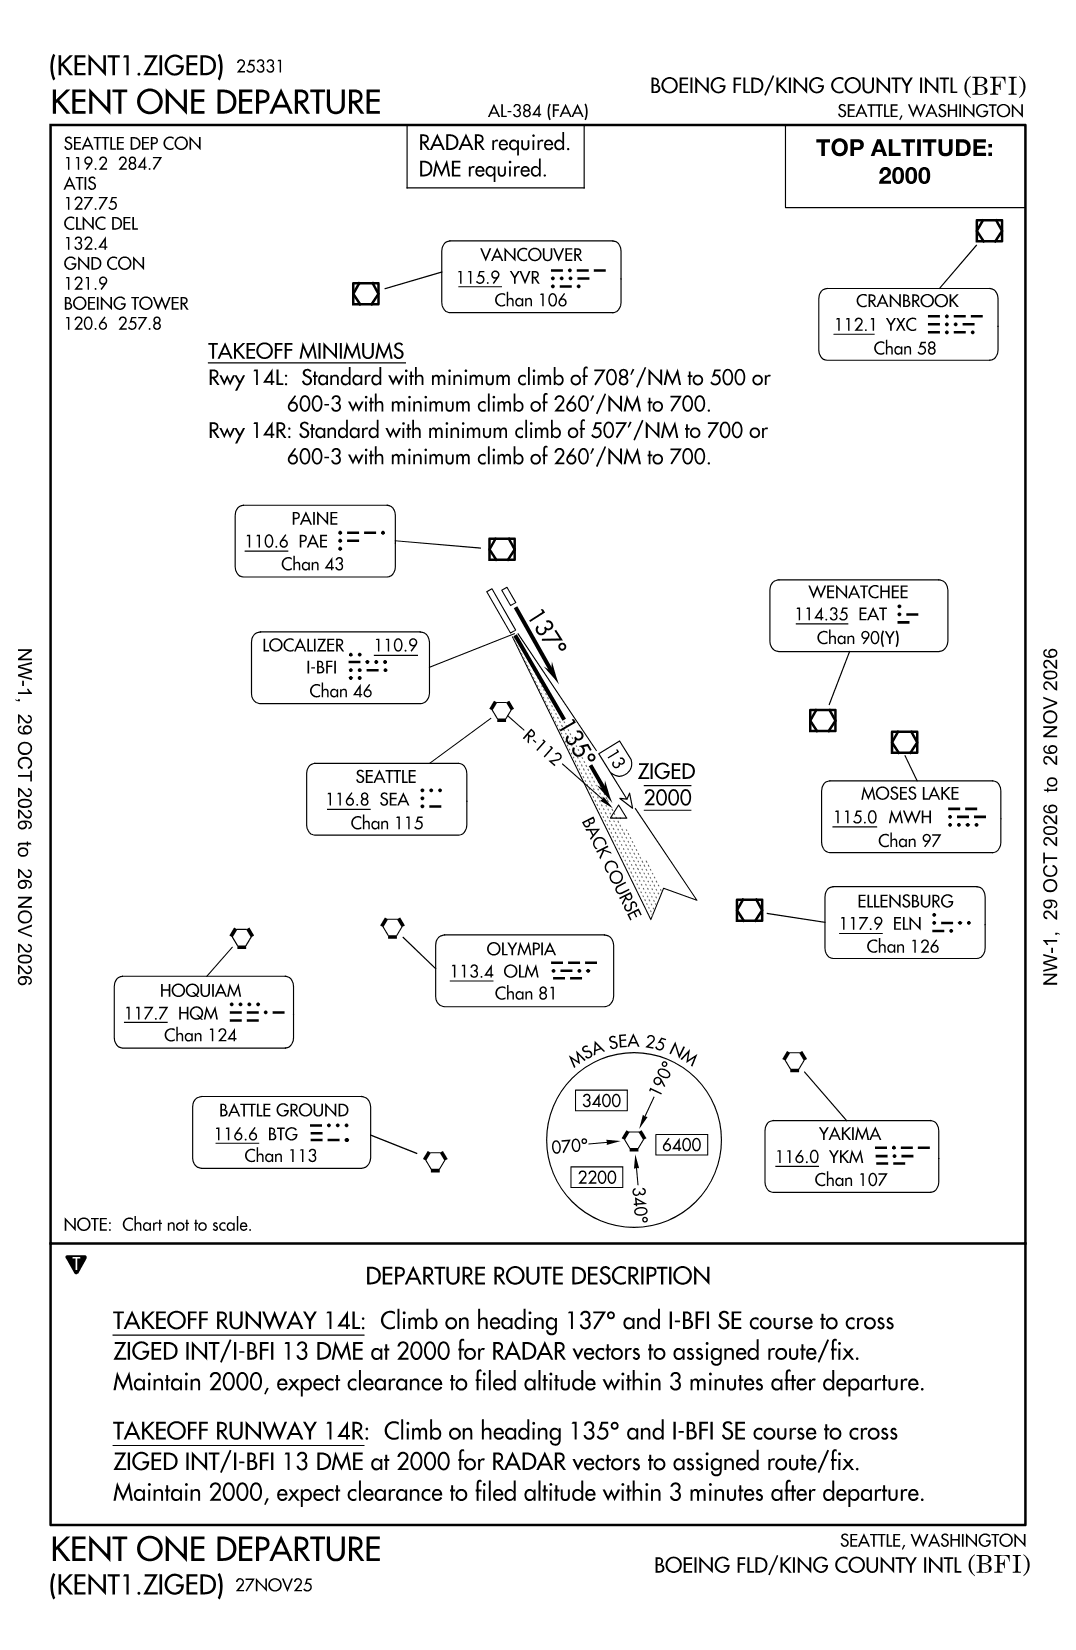 (KENT1.ZIGED) 25331
KENT ONE DEPARTURE
AL-384 (FAA)
BOEING FLD/KING COUNTY INTL (BFI)
SEATTLE, WASHINGTON
SEATTLE DEP CON
119.2 284.7
ATIS
127.75
CLNC DEL
132.4
GND CON
121.9
BOEING TOWER
120.6 257.8
RADAR required.
DME required.
TOP ALTITUDE:
2000
VANCOUVER
115.9 YVR
Chan 106
CRANBROOK
112.1 YXC
Chan 58
TAKEOFF MINIMUMS
Rwy 14L: Standard with minimum climb of 708'/NM to 500 or
600-3 with minimum climb of 260'/NM to 700.
Rwy 14R: Standard with minimum climb of 507'/NM to 700 or
600-3 with minimum climb of 260'/NM to 700.
PAINE
110.6 PAE
Chan 43
WENATCHEE
114.35 EAT
Chan 90(Y)
137°
LOCALIZER 110.9
I-BFI
Chan 46
135°
R-112
13
ZIGED
2000
BACK COURSE
SEATTLE
116.8 SEA
Chan 115
MOSES LAKE
115.0 MWH
Chan 97
ELLENSBURG
117.9 ELN
Chan 126
OLYMPIA
113.4 OLM
Chan 81
HOQUIAM
117.7 HQM
Chan 124
MSA SEA 25 NM
190°
3400
070°
6400
2200
340°
BATTLE GROUND
116.6 BTG
Chan 113
YAKIMA
116.0 YKM
Chan 107
NOTE: Chart not to scale.
NW-1, 29 OCT 2026 to 26 NOV 2026
NW-1, 29 OCT 2026 to 26 NOV 2026
T
DEPARTURE ROUTE DESCRIPTION
TAKEOFF RUNWAY 14L: Climb on heading 137° and I-BFI SE course to cross
ZIGED INT/I-BFI 13 DME at 2000 for RADAR vectors to assigned route/fix.
Maintain 2000, expect clearance to filed altitude within 3 minutes after departure.
TAKEOFF RUNWAY 14R: Climb on heading 135° and I-BFI SE course to cross
ZIGED INT/I-BFI 13 DME at 2000 for RADAR vectors to assigned route/fix.
Maintain 2000, expect clearance to filed altitude within 3 minutes after departure.
KENT ONE DEPARTURE
(KENT1.ZIGED) 27NOV25
SEATTLE, WASHINGTON
BOEING FLD/KING COUNTY INTL (BFI)